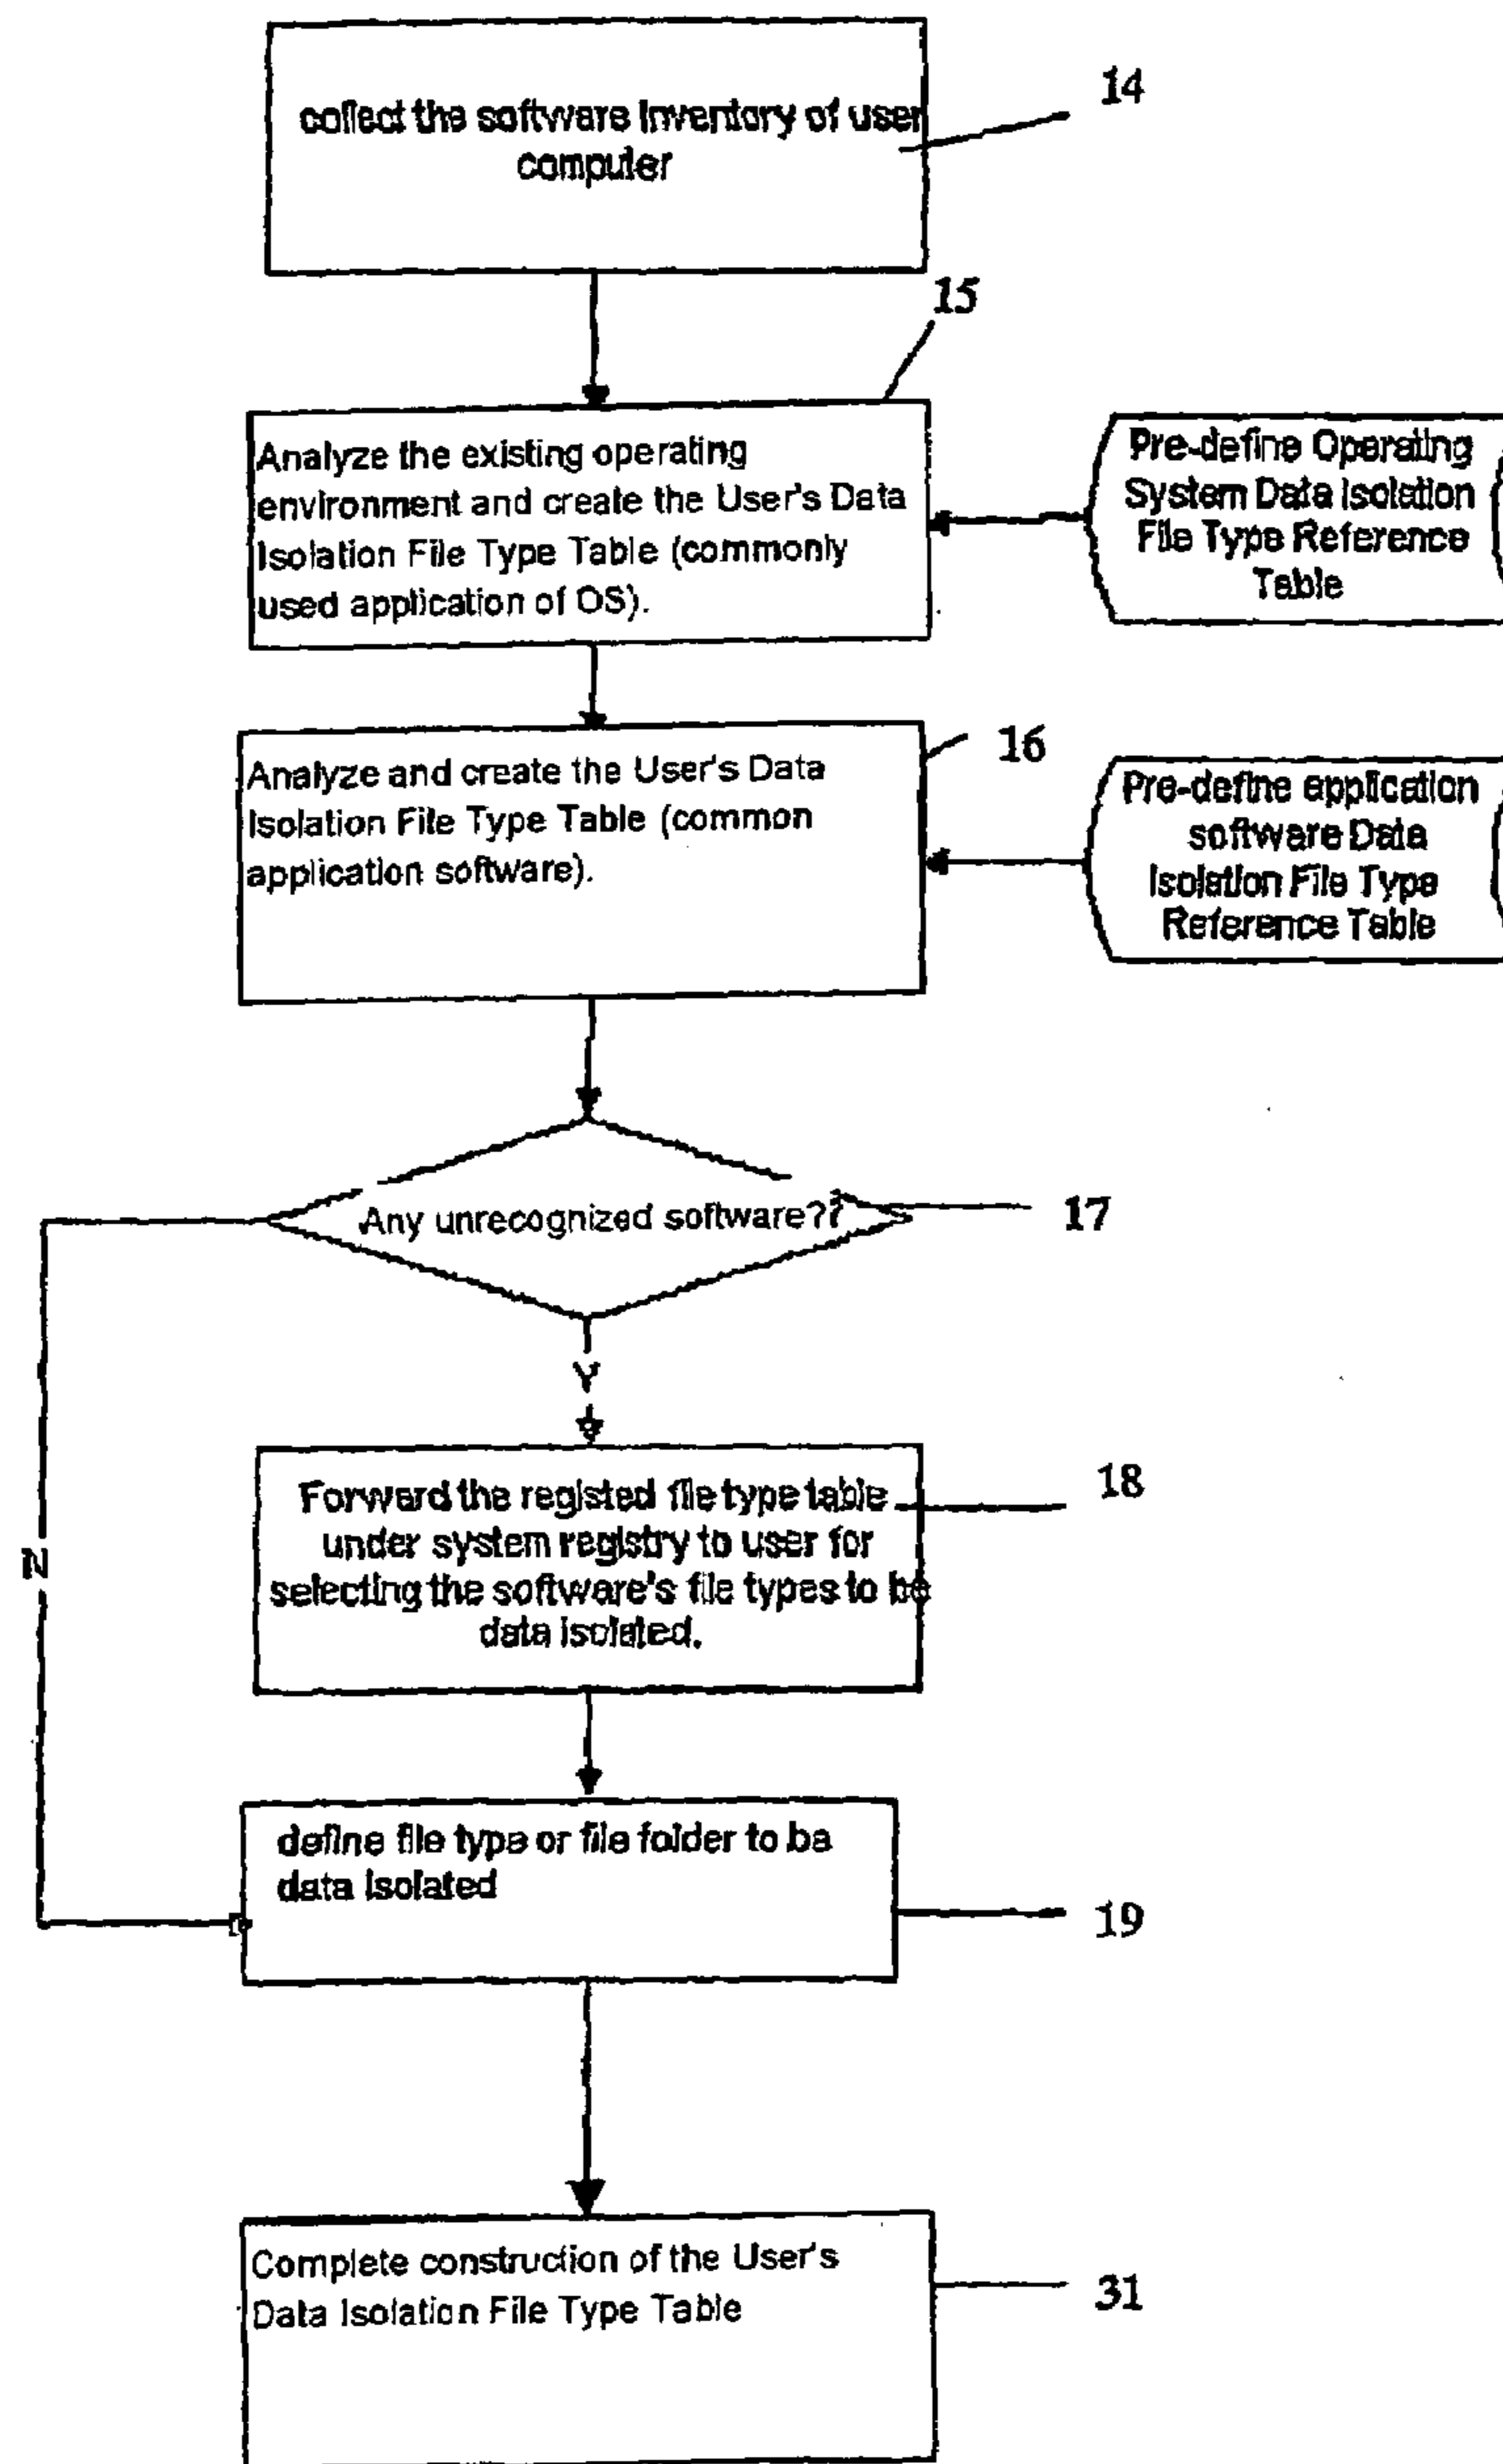 collect the software Inventory of user
computer
14
15
Analyze the existing operating
environment and create the User's Data
Isolation File Type Table (commonly
used application of OS).
Pre-define Operating
System Data Isolation
File Type Reference
Table
16
Analyze and create the User's Data
Isolation File Type Table (common
application software).
Pre-define application
software Data
Isolation File Type
Reference Table
Any unrecognized software??
17
Y
18
Forward the registed file type table
under system registry to user for
selecting the software's file types to be
data isolated.
N
define file type or file folder to be
data isolated
19
Complete construction of the User's
Data Isolation File Type Table
31